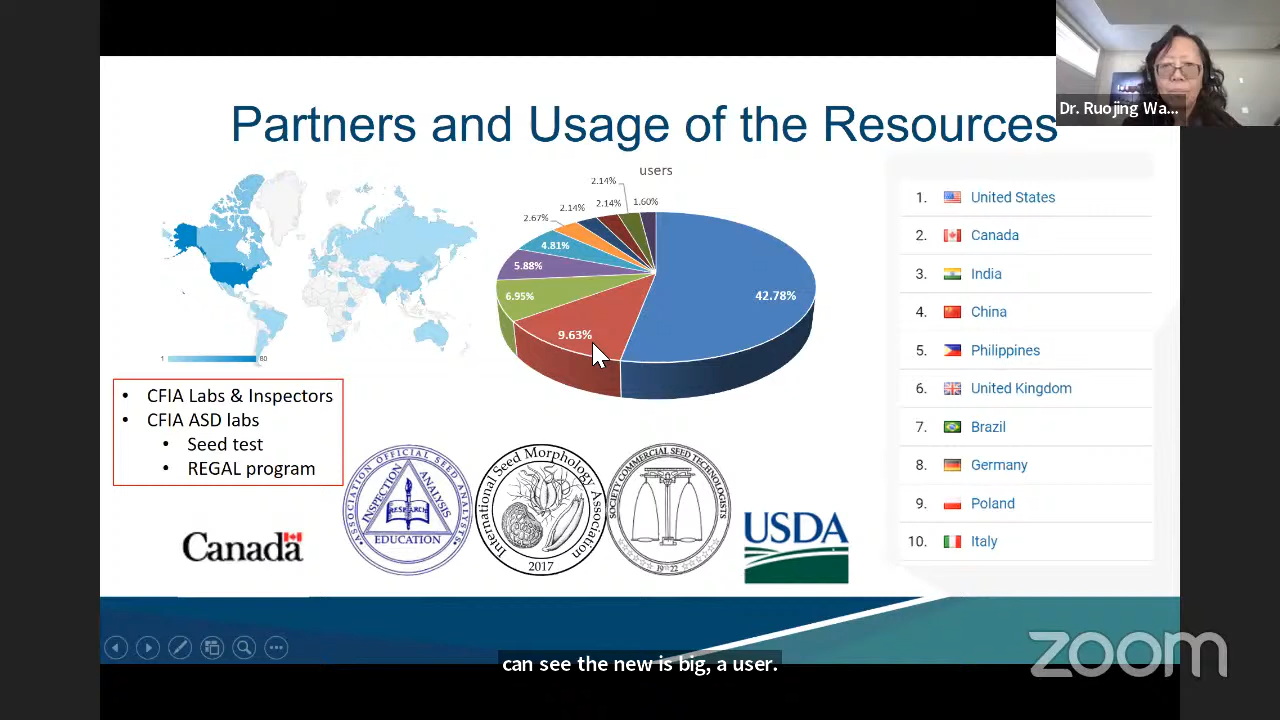 Dr. Ruojing Wa...
Partners and Usage of the Resources
users
2.14%
1.60%
2.14%
2.14%
2.67%
4.81%
5.88%
6.95%
9.63%
42.78%
1
60
1. United States
2. Canada
3. India
4. China
5. Philippines
6. United Kingdom
7. Brazil
8. Germany
9. Poland
10. Italy
• CFIA Labs & Inspectors
• CFIA ASD labs
• Seed test
• REGAL program
Canada
ASSOCIATION OFFICIAL SEED ANALYSTS
INSPECTION
ANALYSIS
RESEARCH
EDUCATION
International Seed Morphology Association
2017
SOCIETY COMMERCIAL SEED TECHNOLOGISTS
1922
USDA
zoom
can see the new is big, a user.